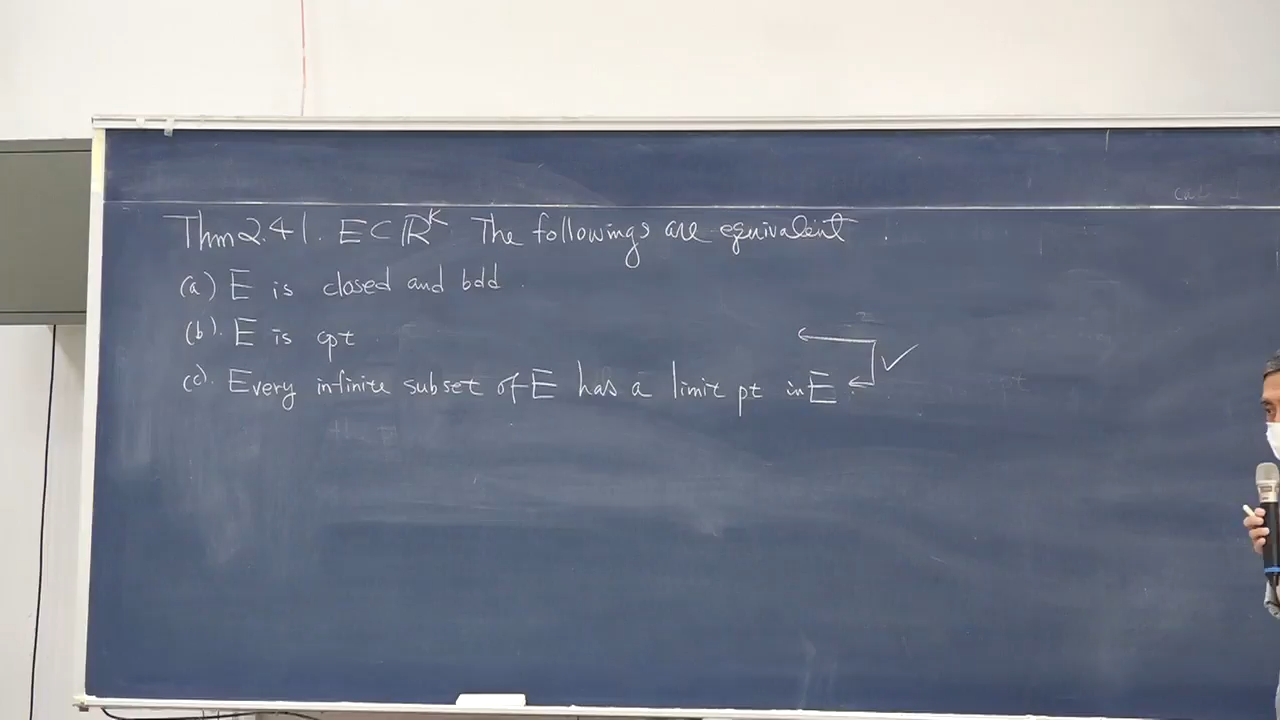 Thm 2.41. E⊂ℝᵏ The followings are equivalent.
(a) E is closed and bdd.
(b). E is cpt
(c). Every infinite subset of E has a limit pt in E.